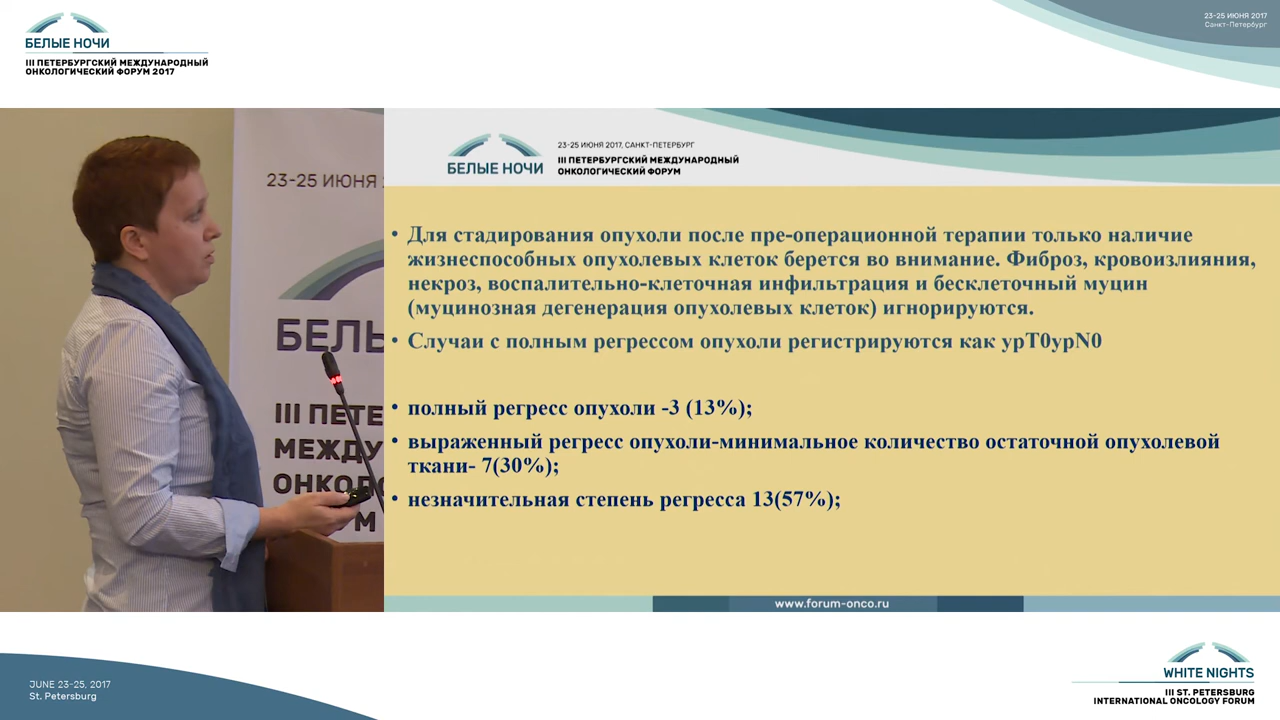 БЕЛЫЕ НОЧИ
III ПЕТЕРБУРГСКИЙ МЕЖДУНАРОДНЫЙ
ОНКОЛОГИЧЕСКИЙ ФОРУМ 2017
23-25 ИЮНЯ 2017
Санкт-Петербург
23-25 ИЮНЯ
БЕЛЫ
III ПЕТЕ
МЕЖДУ
ОНКОЛО
23-25 ИЮНЯ 2017, САНКТ-ПЕТЕРБУРГ
БЕЛЫЕ НОЧИ
III ПЕТЕРБУРГСКИЙ МЕЖДУНАРОДНЫЙ
ОНКОЛОГИЧЕСКИЙ ФОРУМ
• Для стадирования опухоли после пре-операционной терапии только наличие
жизнеспособных опухолевых клеток берется во внимание. Фиброз, кровоизлияния,
некроз, воспалительно-клеточная инфильтрация и бесклеточный муцин
(муцинозная дегенерация опухолевых клеток) игнорируются.
• Случаи с полным регрессом опухоли регистрируются как ypT0ypN0
• полный регресс опухоли -3 (13%);
• выраженный регресс опухоли-минимальное количество остаточной опухолевой
ткани- 7(30%);
• незначительная степень регресса 13(57%);
www.forum-onco.ru
JUNE 23-25, 2017
St. Petersburg
WHITE NIGHTS
III ST. PETERSBURG
INTERNATIONAL ONCOLOGY FORUM